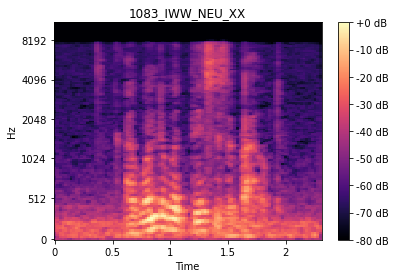 1083_IWW_NEU_XX
8192
4096
2048
1024
512
0
Hz
0
0.5
1
1.5
2
Time
+0 dB
-10 dB
-20 dB
-30 dB
-40 dB
-50 dB
-60 dB
-70 dB
-80 dB